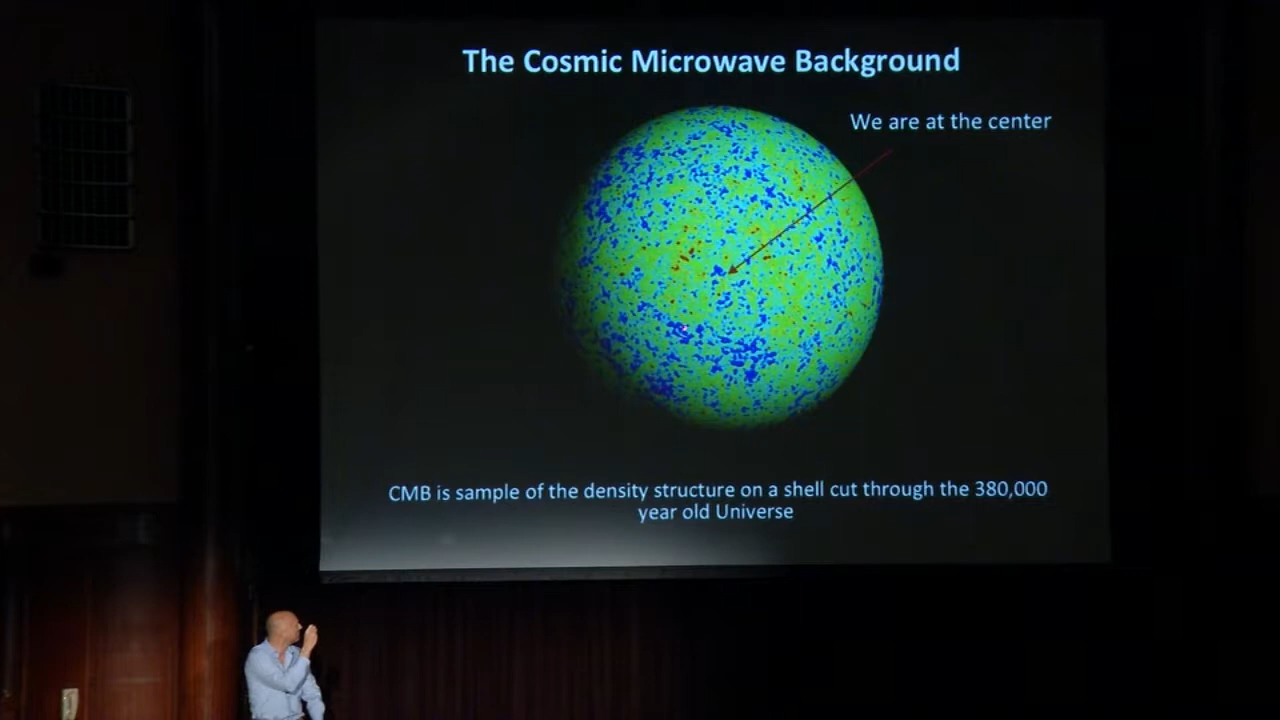 The Cosmic Microwave Background
We are at the center
CMB is sample of the density structure on a shell cut through the 380,000
year old Universe